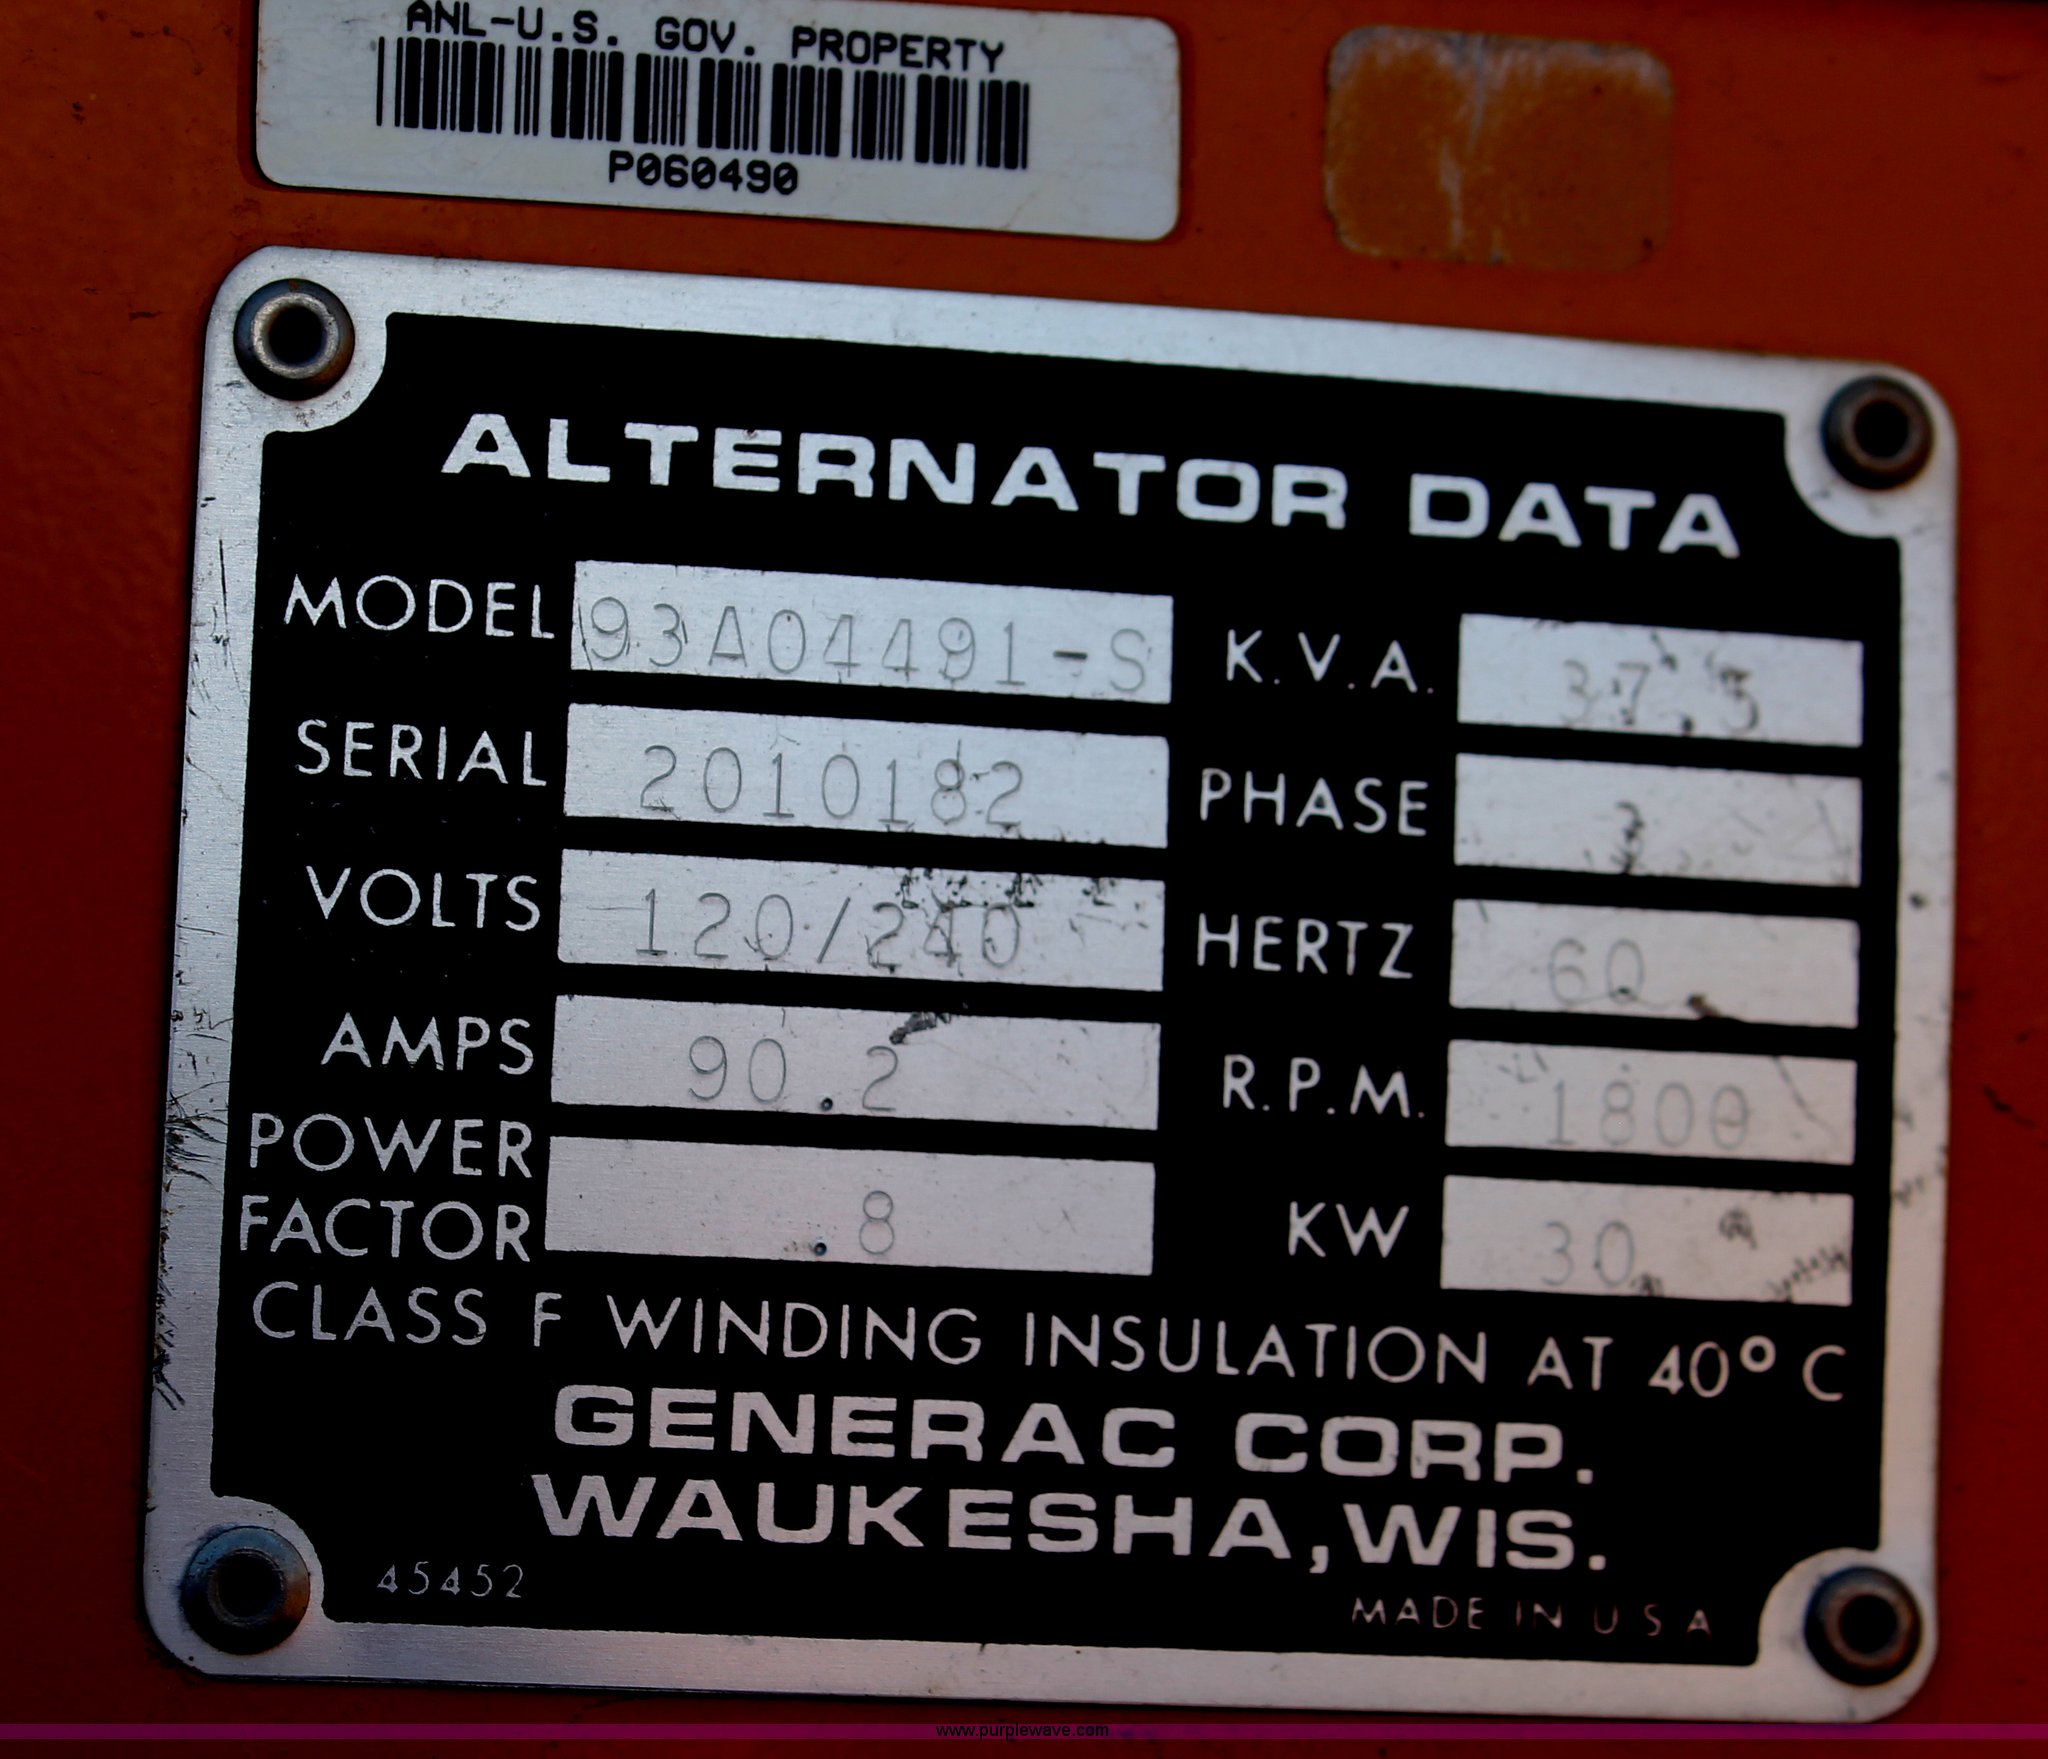 ANL-U.S. GOV. PROPERTY
P060490
ALTERNATOR DATA
MODEL 93A04491-S K.V.A. 37.5
SERIAL 2010182 PHASE 3
VOLTS 120/240 HERTZ 60
AMPS 90.2 R.P.M. 1800
POWER
FACTOR .8 KW 30
CLASS F WINDING INSULATION AT 40° C
GENERAC CORP.
WAUKESHA, WIS.
45452
MADE IN USA
www.purplewave.com